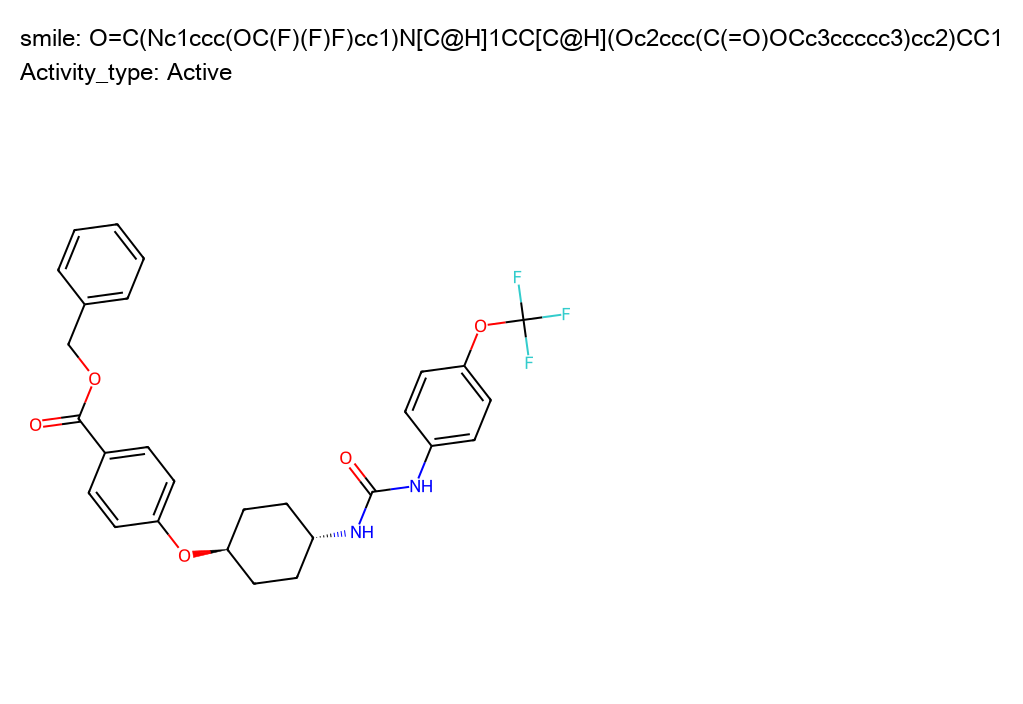 smile: O=C(Nc1ccc(OC(F)(F)F)cc1)N[C@H]1CC[C@H](Oc2ccc(C(=O)OCc3ccccc3)cc2)CC1
Activity_type: Active
F
O
F
F
O
O
O
NH
NH
O